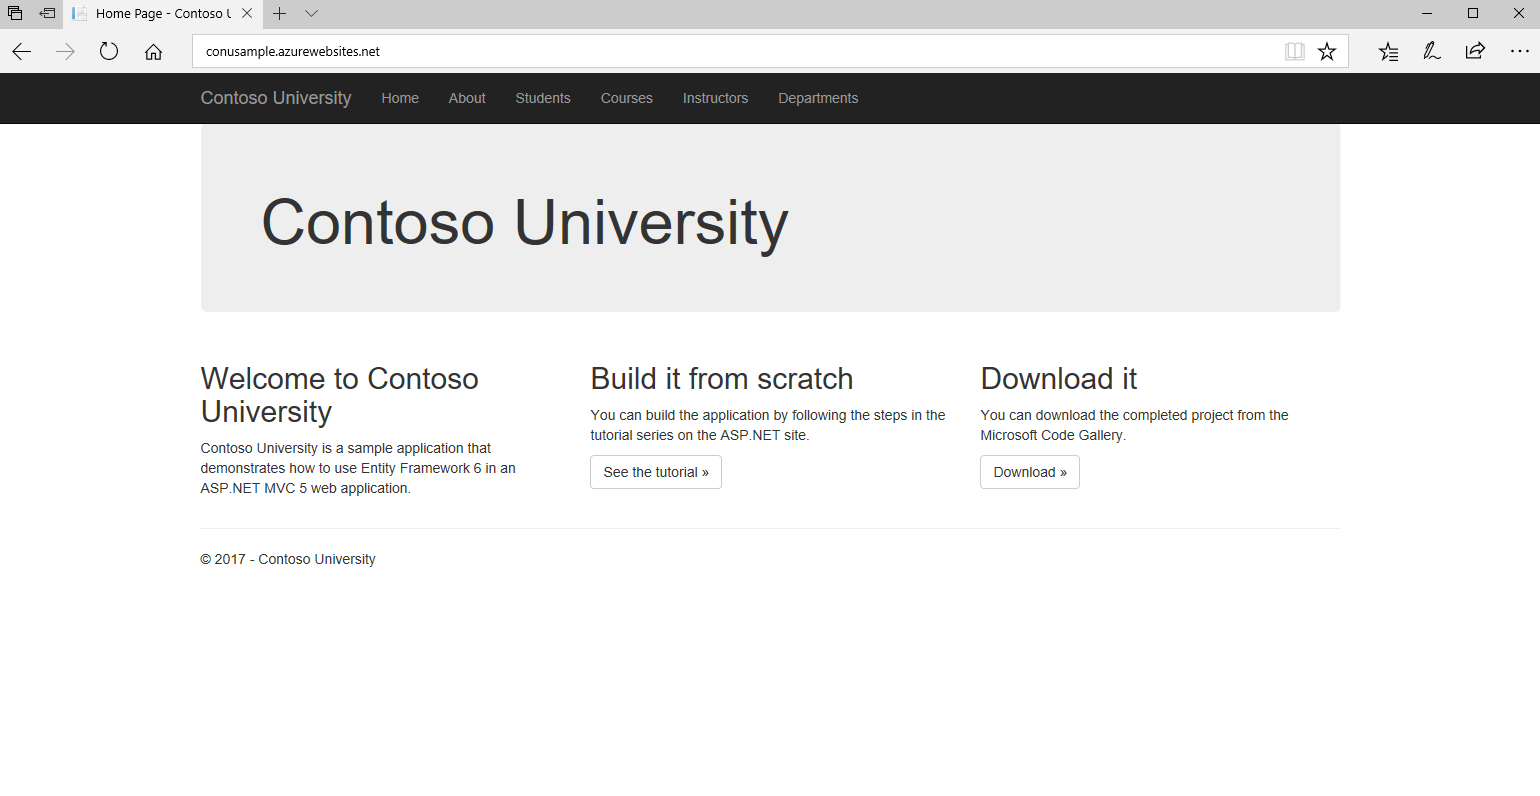 Home Page - Contoso U
conusample.azurewebsites.net
Contoso University Home About Students Courses Instructors Departments
Contoso University
Welcome to Contoso
University
Contoso University is a sample application that
demonstrates how to use Entity Framework 6 in an
ASP.NET MVC 5 web application.
Build it from scratch
You can build the application by following the steps in the
tutorial series on the ASP.NET site.
See the tutorial »
Download it
You can download the completed project from the
Microsoft Code Gallery.
Download »
© 2017 - Contoso University